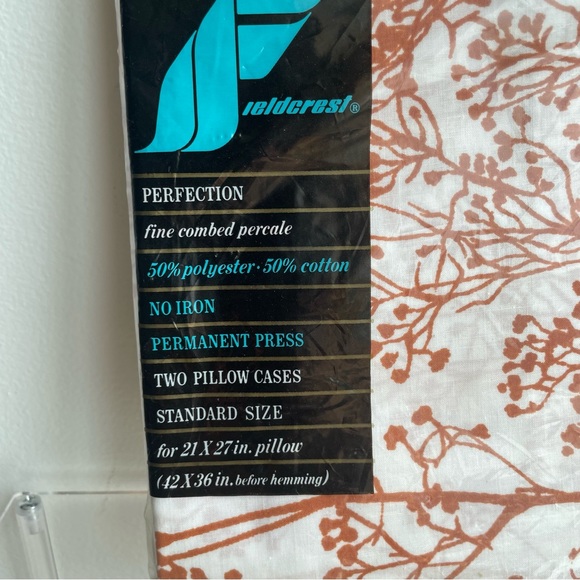 Fieldcrest®
PERFECTION
fine combed percale
50% polyester · 50% cotton
NO IRON
PERMANENT PRESS
TWO PILLOW CASES
STANDARD SIZE
for 21 X 27 in. pillow
(42 X 36 in. before hemming)